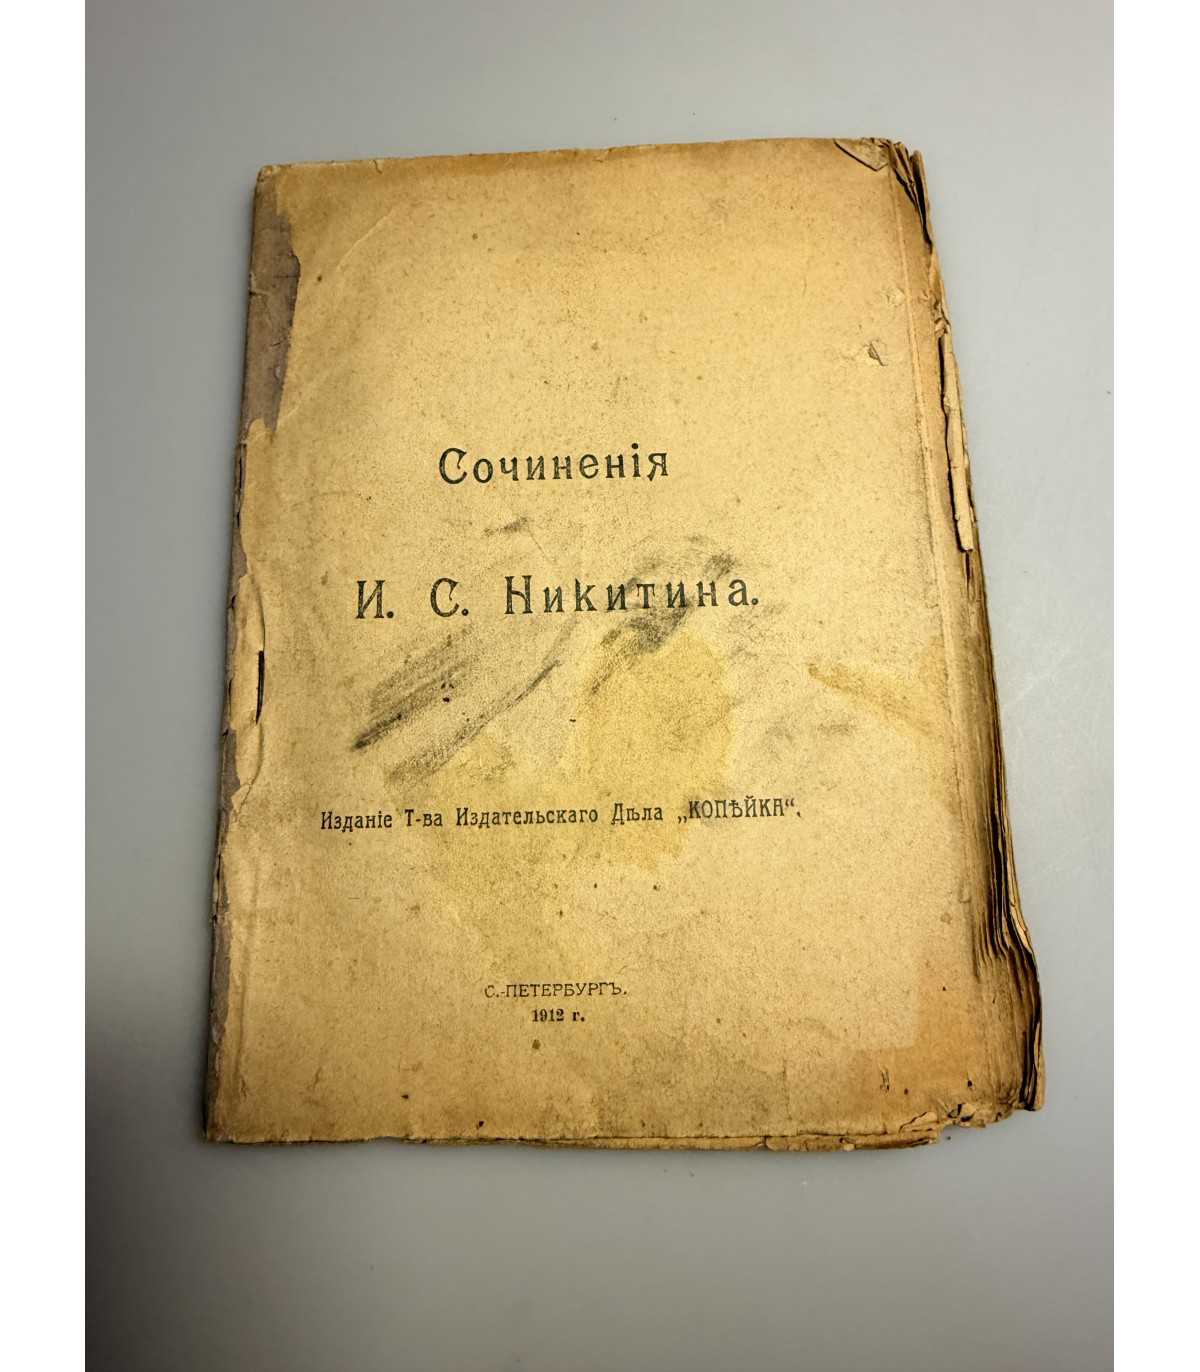 Сочиненія
И. С. Никитина.
Изданіе Т-ва Издательскаго Дѣла „КОПѢЙКА“.
С.-ПЕТЕРБУРГЪ.
1912 г.